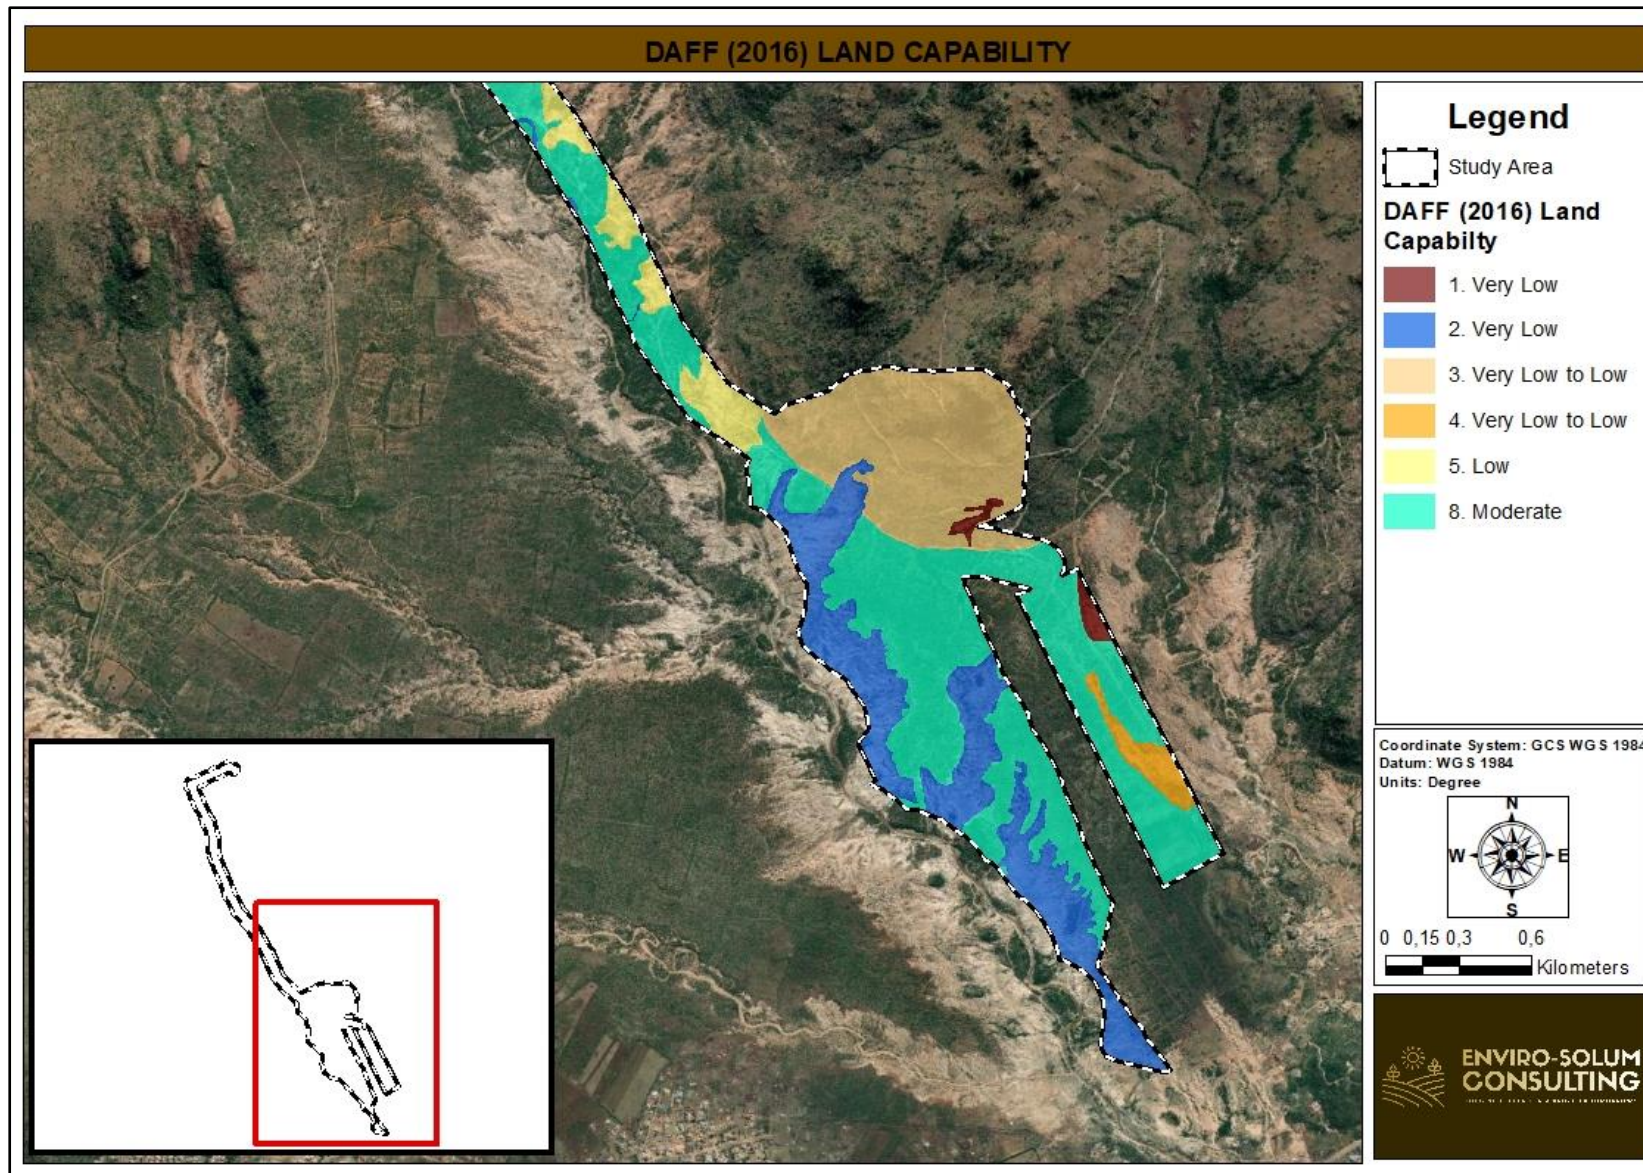 DAFF (2016) LAND CAPABILITY
Legend
Study Area
DAFF (2016) Land
Capabilty
1. Very Low
2. Very Low
3. Very Low to Low
4. Very Low to Low
5. Low
8. Moderate
Coordinate System: GCS WGS 1984
Datum: WGS 1984
Units: Degree
N
W E
S
0 0,15 0,3 0,6
Kilometers
ENVIRO-SOLUM
CONSULTING